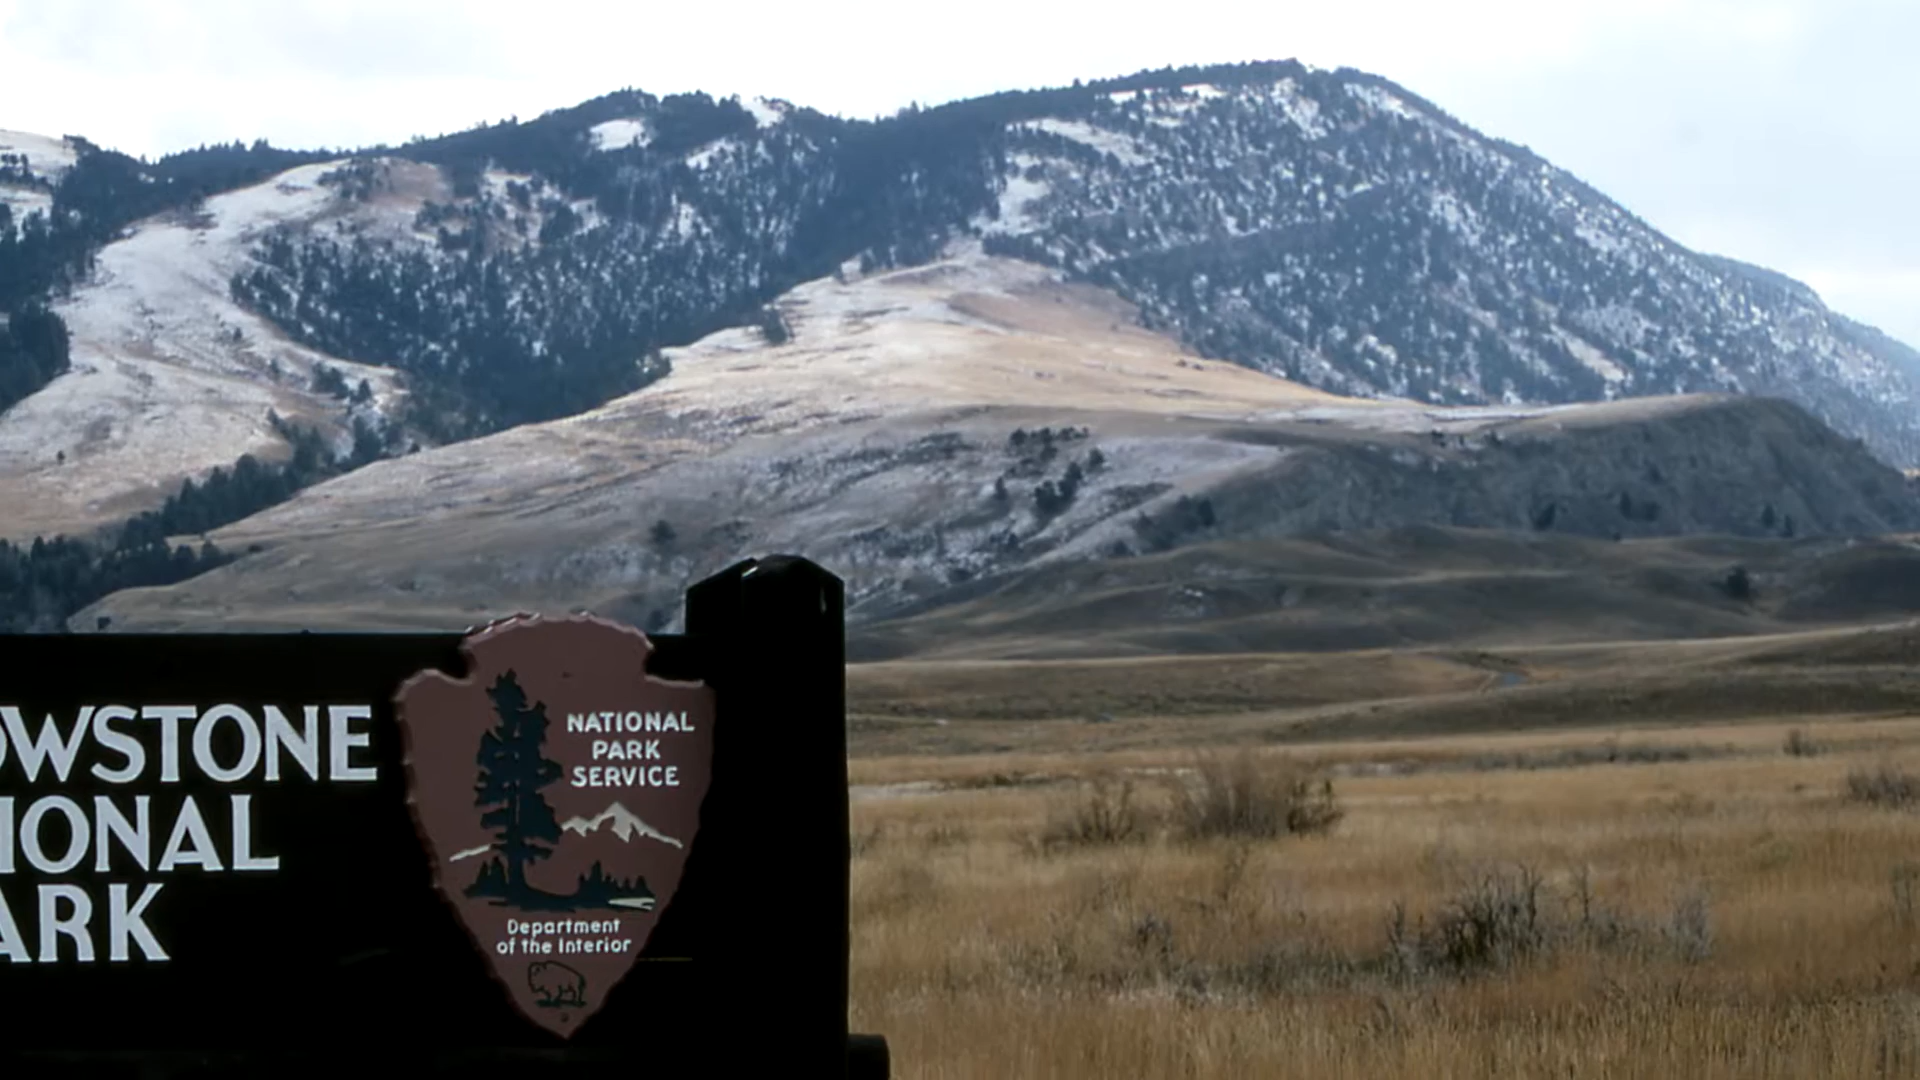 OWSTONE
IONAL
ARK
NATIONAL
PARK
SERVICE
Department
of the Interior